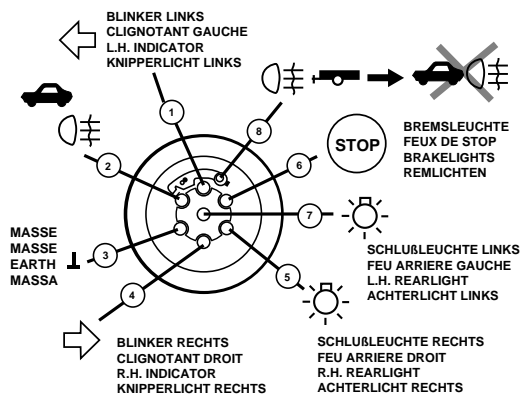 BLINKER LINKS
CLIGNOTANT GAUCHE
L.H. INDICATOR
KNIPPERLICHT LINKS
1
8
2
6
STOP
BREMSLEUCHTE
FEUX DE STOP
BRAKELIGHTS
REMLICHTEN
7
3
MASSE
MASSE
EARTH
MASSA
SCHLUßLEUCHTE LINKS
FEU ARRIERE GAUCHE
L.H. REARLIGHT
ACHTERLICHT LINKS
4
5
BLINKER RECHTS
CLIGNOTANT DROIT
R.H. INDICATOR
KNIPPERLICHT RECHTS
SCHLUßLEUCHTE RECHTS
FEU ARRIERE DROIT
R.H. REARLIGHT
ACHTERLICHT RECHTS